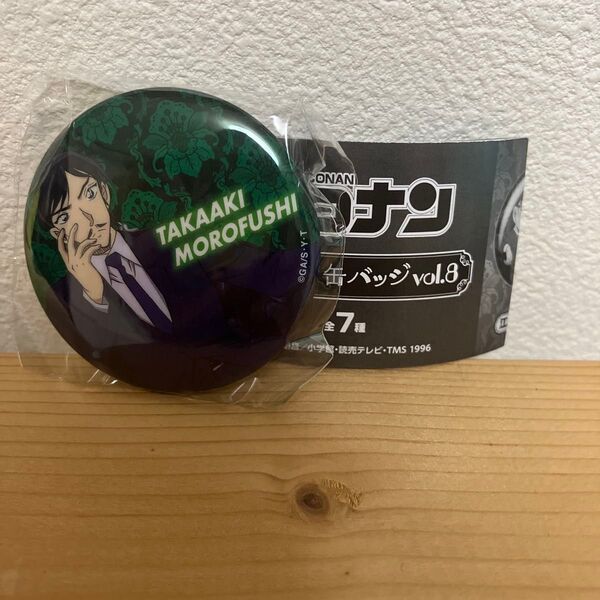 TAKAAKI
MOROFUSHI
©GA/S・Y・T
CONAN
コナン
缶バッジ vol.8
全7種
/小学館・読売テレビ・TMS 1996